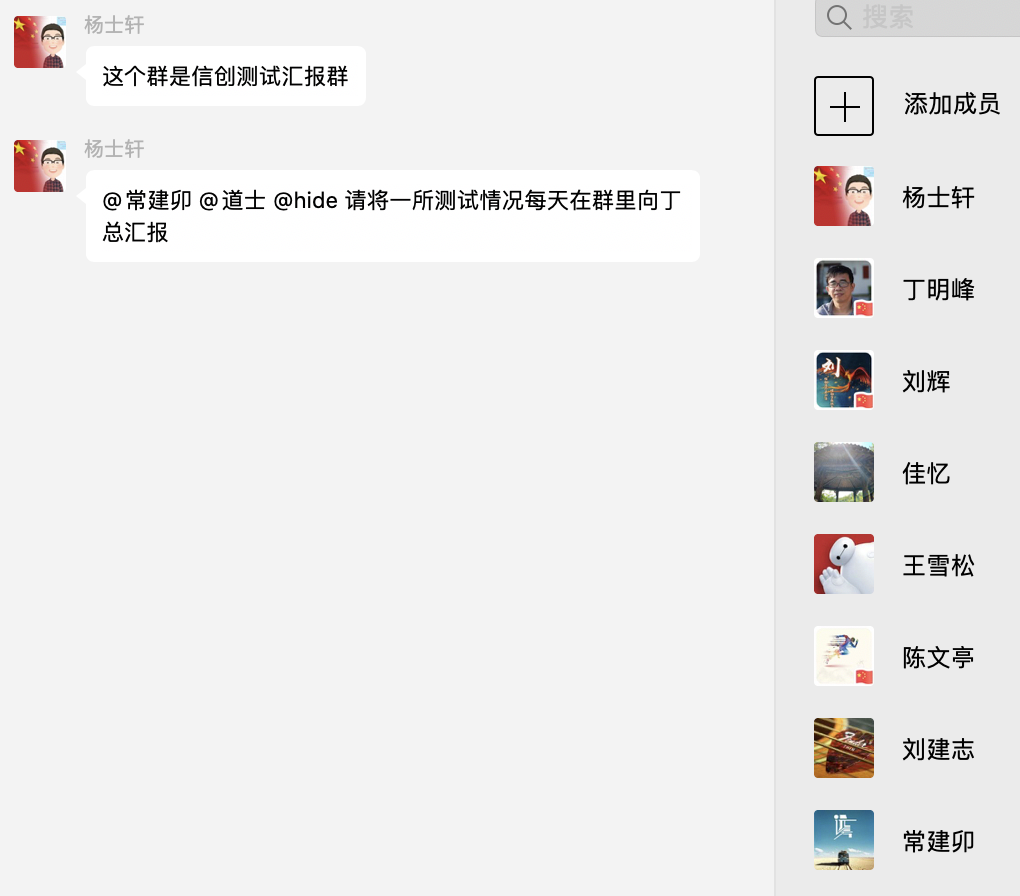 杨士轩
这个群是信创测试汇报群
杨士轩
@常建卯 @道士 @hide 请将一所测试情况每天在群里向丁
总汇报
搜索
添加成员
杨士轩
丁明峰
刘辉
刘
佳忆
王雪松
陈文亭
刘建志
Fender
常建卯